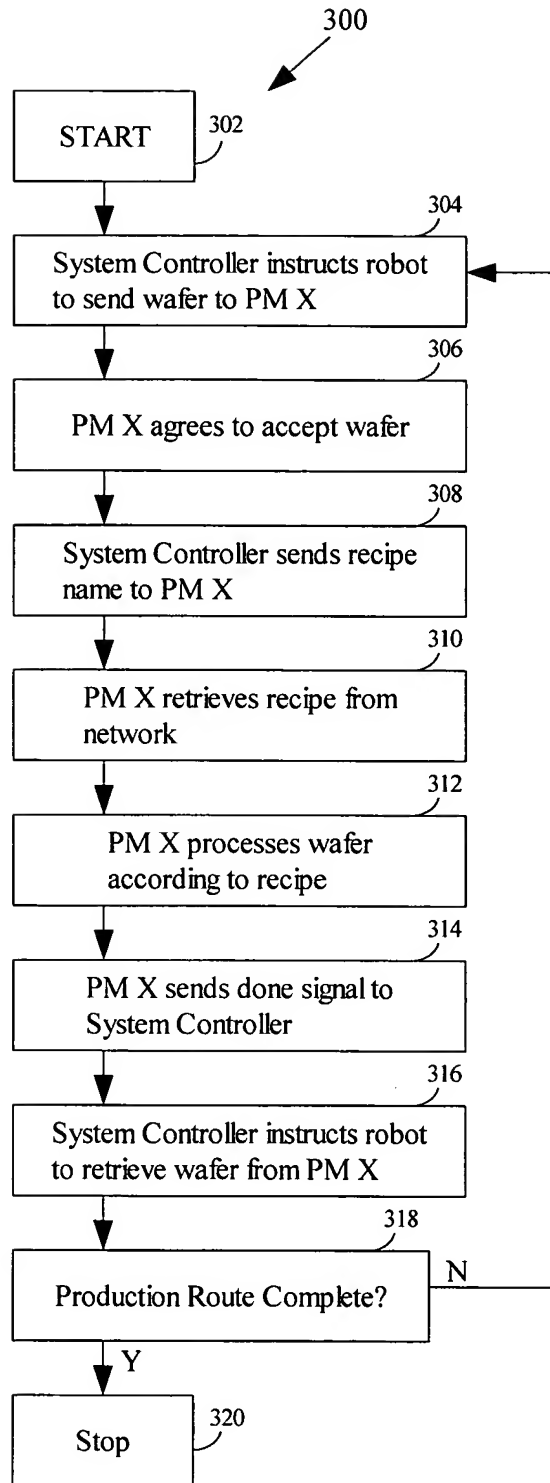 300
START
302
304
System Controller instructs robot
to send wafer to PM X
306
PM X agrees to accept wafer
308
System Controller sends recipe
name to PM X
310
PM X retrieves recipe from
network
312
PM X processes wafer
according to recipe
314
PM X sends done signal to
System Controller
316
System Controller instructs robot
to retrieve wafer from PM X
318
Production Route Complete?
N
Y
Stop
320